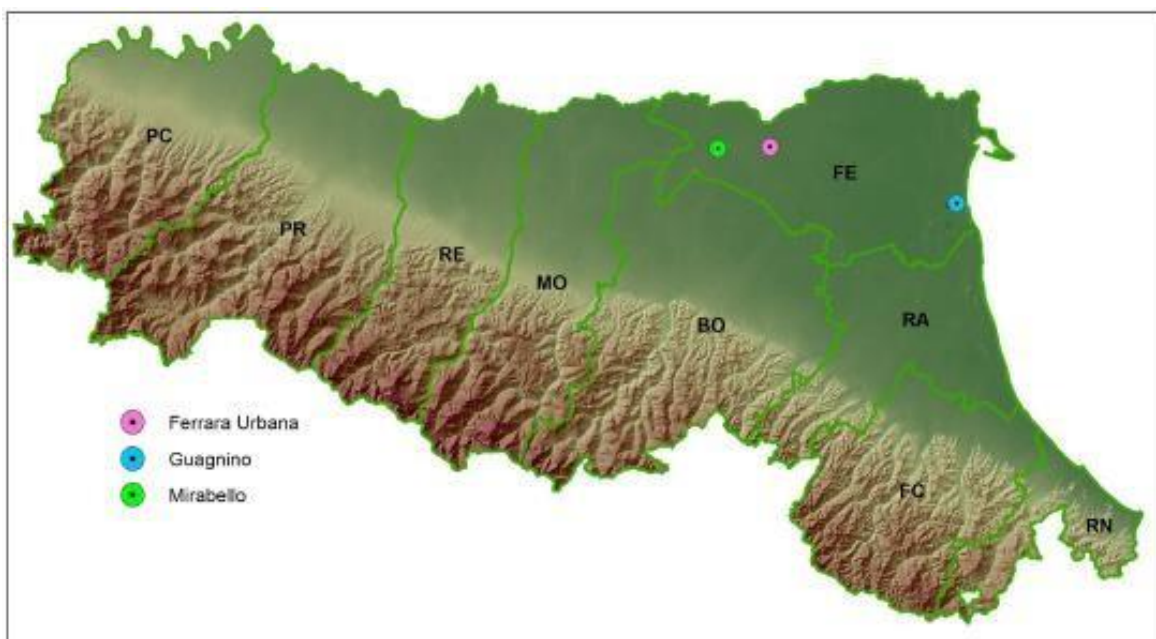 PC
PR
RE
MO
BO
FE
RA
FC
RN
Ferrara Urbana
Guagnino
Mirabello